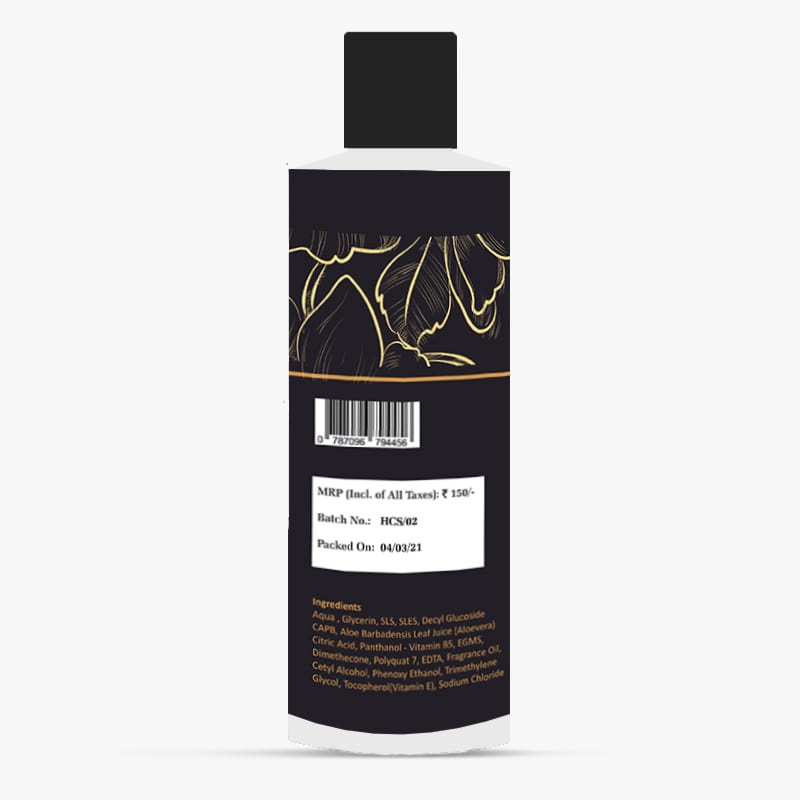 0 787096 794456
MRP (Incl. of All Taxes): ₹ 150/-
Batch No.: HCS/02
Packed On: 04/03/21
Ingredients
Aqua , Glycerin, SLS, SLES, Decyl Glucoside
CAPB, Aloe Barbadensis Leaf Juice (Aloevera)
Citric Acid, Panthanol - Vitamin B5, EGMS,
Dimethecone, Polyquat 7, EDTA, Fragrance Oil,
Cetyl Alcohol, Phenoxy Ethanol, Trimethylene
Glycol, Tocopherol(Vitamin E), Sodium Chloride